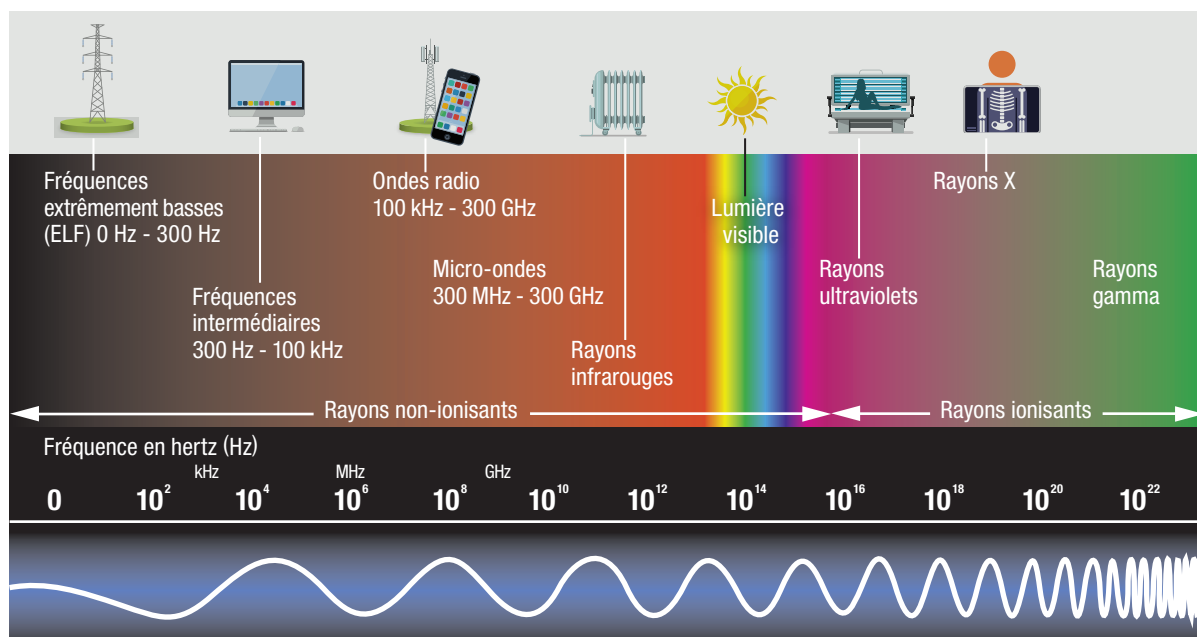 Fréquences
extrêmement basses
(ELF) 0 Hz - 300 Hz
Fréquences
intermédiaires
300 Hz - 100 kHz
Ondes radio
100 kHz - 300 GHz
Micro-ondes
300 MHz - 300 GHz
Rayons
infrarouges
Lumière
visible
Rayons
ultraviolets
Rayons X
Rayons
gamma
Rayons non-ionisants
Rayons ionisants
Fréquence en hertz (Hz)
kHz MHz GHz
0 10² 10⁴ 10⁶ 10⁸ 10¹⁰ 10¹² 10¹⁴ 10¹⁶ 10¹⁸ 10²⁰ 10²²